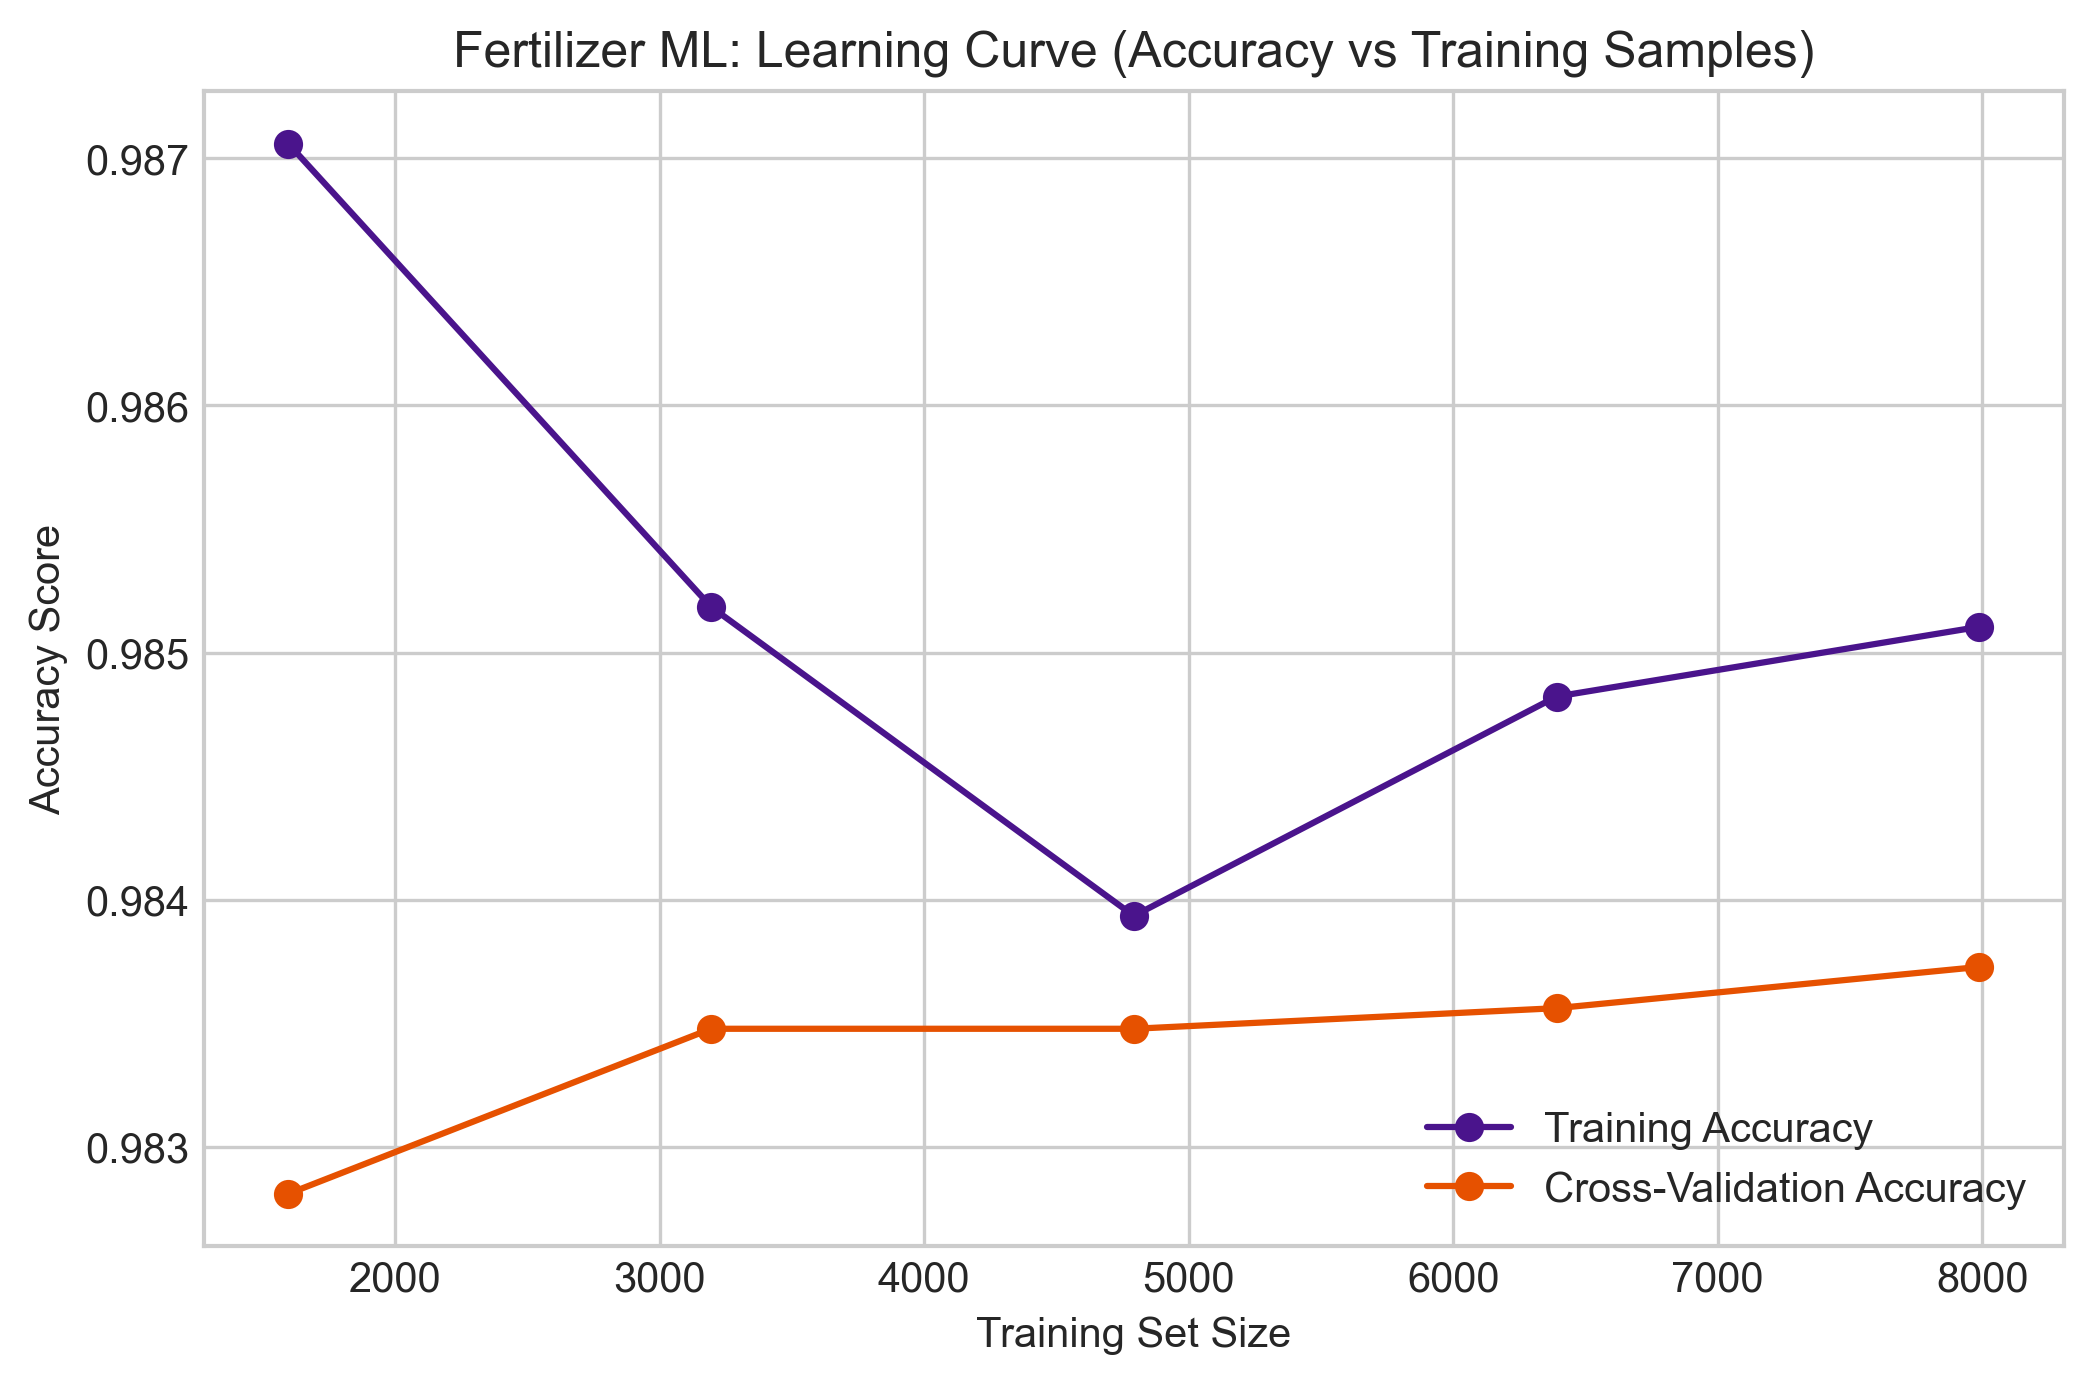 Fertilizer ML: Learning Curve (Accuracy vs Training Samples)
0.987
0.986
0.985
0.984
0.983
Accuracy Score
Training Accuracy
Cross-Validation Accuracy
2000 3000 4000 5000 6000 7000 8000
Training Set Size